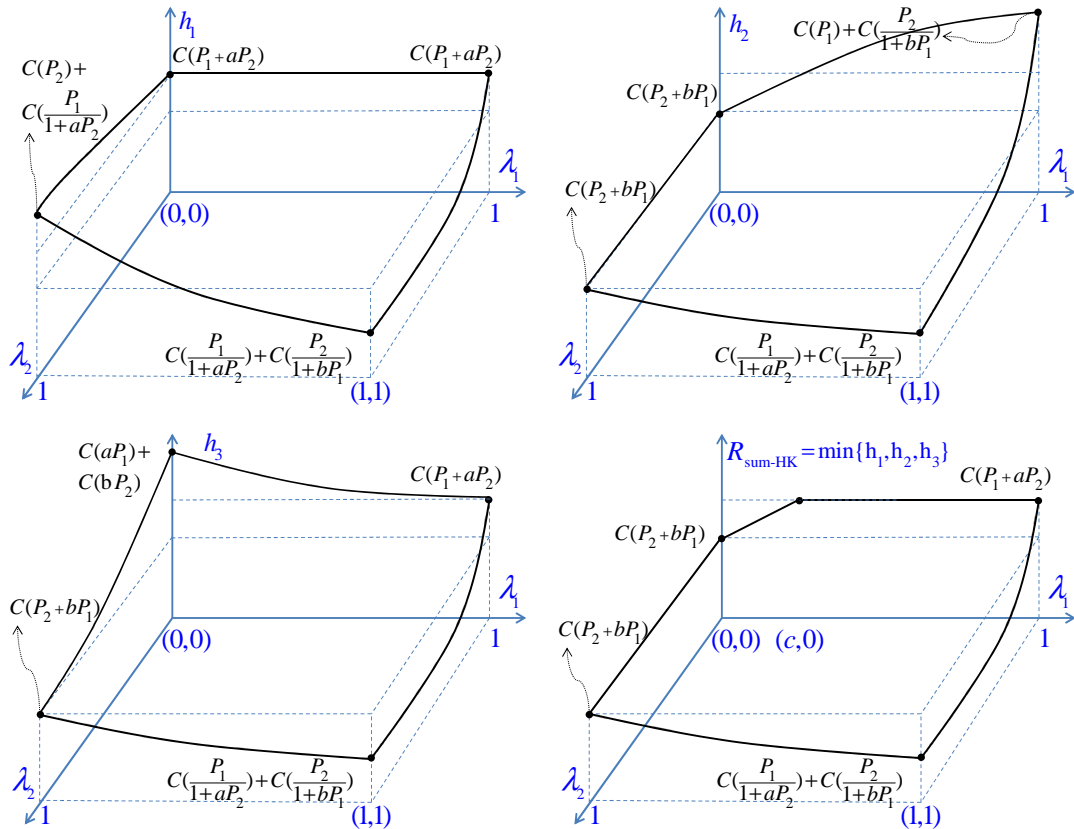 h₁
C(P₂)+
C(P₁/(1+aP₂))
C(P₁+aP₂)
C(P₁+aP₂)
λ₁
(0,0)
1
λ₂
C(P₁/(1+aP₂))+C(P₂/(1+bP₁))
1
(1,1)
h₂
C(P₁)+C(P₂/(1+bP₁))
C(P₂+bP₁)
C(P₂+bP₁)
λ₁
(0,0)
1
λ₂
C(P₁/(1+aP₂))+C(P₂/(1+bP₁))
1
(1,1)
h₃
C(aP₁)+
C(bP₂)
C(P₁+aP₂)
C(P₂+bP₁)
λ₁
(0,0)
1
λ₂
C(P₁/(1+aP₂))+C(P₂/(1+bP₁))
1
(1,1)
R_sum-HK=min{h₁,h₂,h₃}
C(P₁+aP₂)
C(P₂+bP₁)
C(P₂+bP₁)
λ₁
(0,0) (c,0)
1
λ₂
C(P₁/(1+aP₂))+C(P₂/(1+bP₁))
1
(1,1)